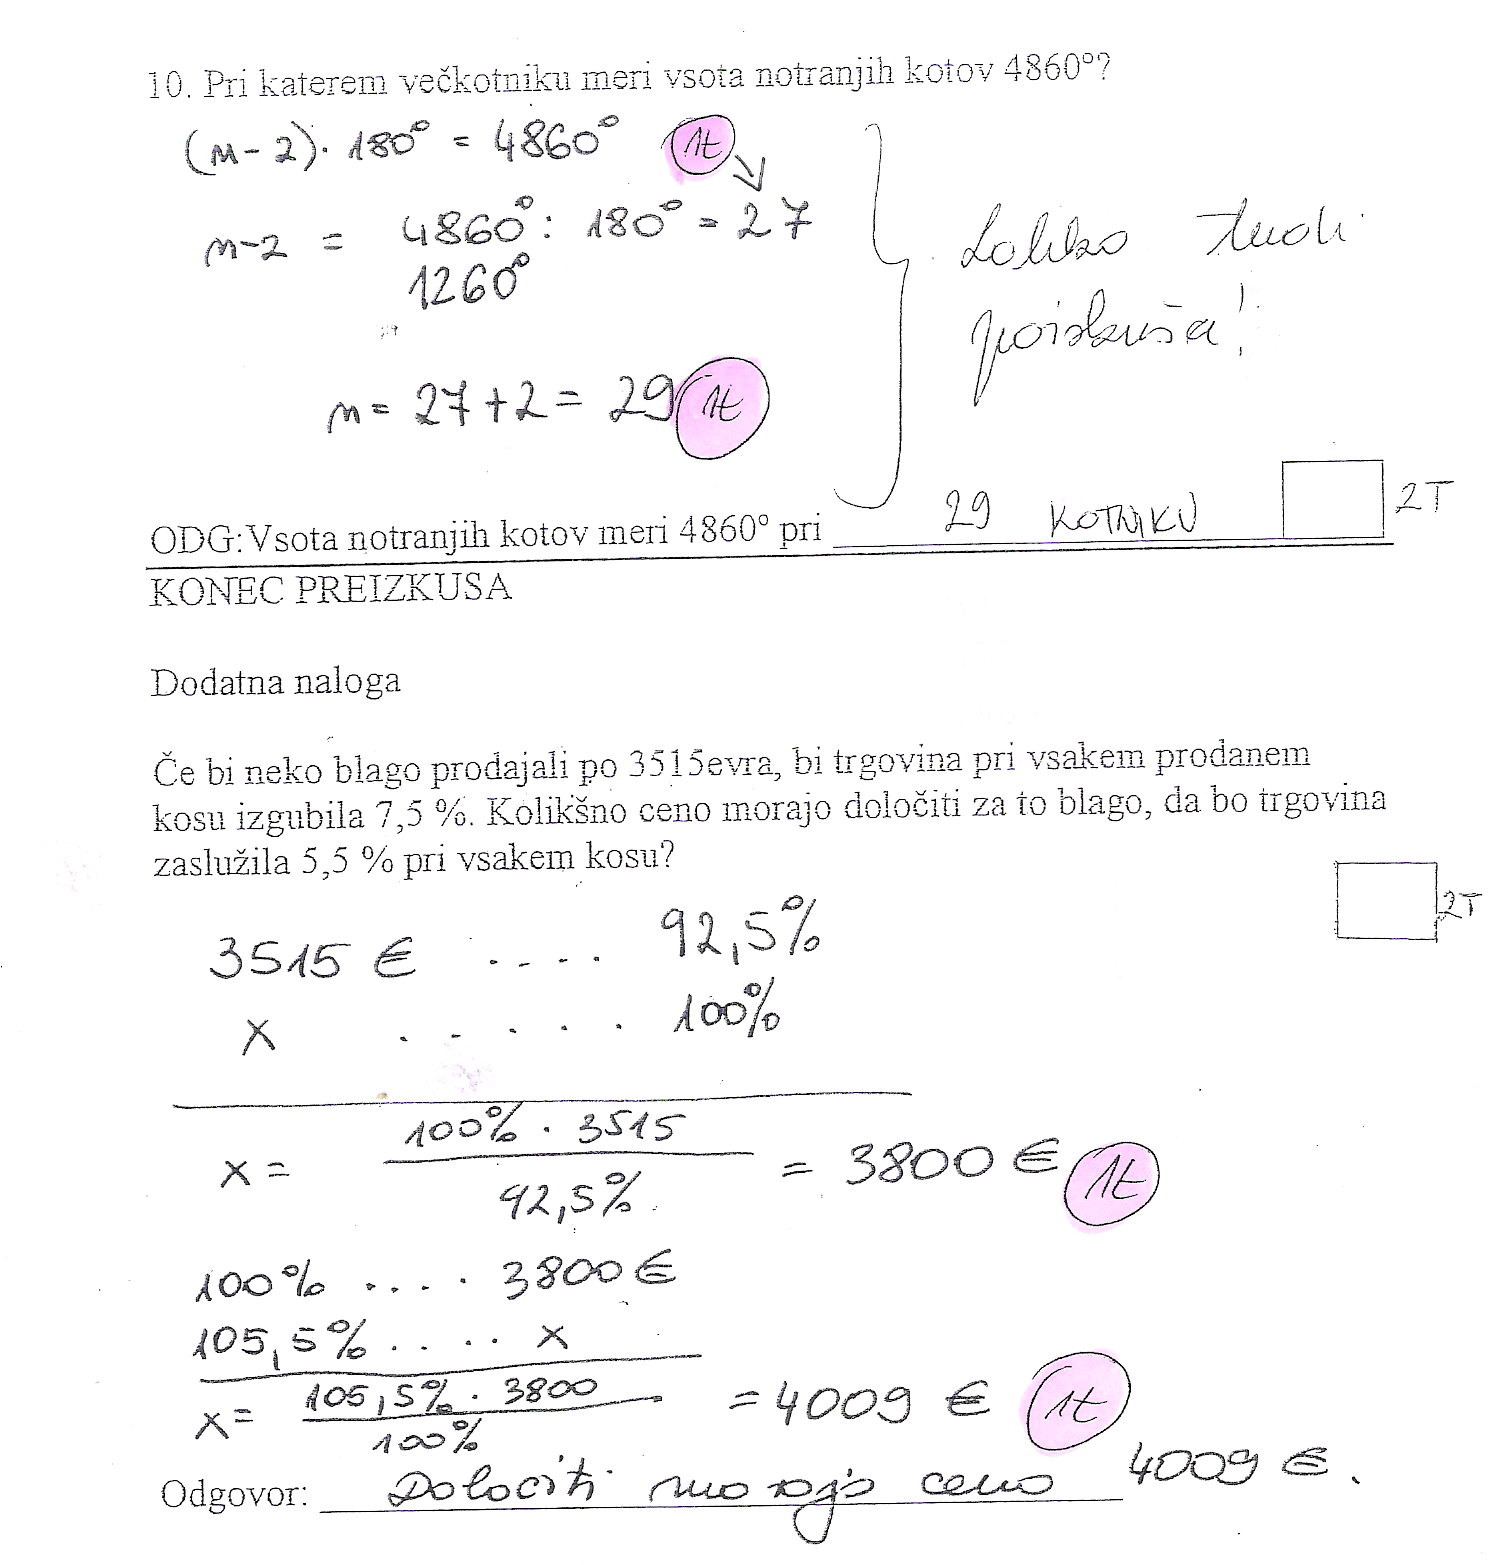 10. Pri katerem večkotniku meri vsota notranjih kotov 4860°?
(n-2)· 180° = 4860° 1t
n-2 = 4860° : 180° = 27
1260°
n = 27+2 = 29 1t
Lahko tudi
poiskuša!
ODG: Vsota notranjih kotov meri 4860° pri 29 KOTNIKU 2T
KONEC PREIZKUSA
Dodatna naloga
Če bi neko blago prodajali po 3515evra, bi trgovina pri vsakem prodanem
kosu izgubila 7,5 %. Kolikšno ceno morajo določiti za to blago, da bo trgovina
zaslužila 5,5 % pri vsakem kosu?
2T
3515 € .... 92,5%
x ..... 100%
x = 100% · 3515 / 92,5% = 3800 € 1t
100% .... 3800 €
105,5% .... x
x = 105,5% · 3800 / 100% = 4009 € 1t
Odgovor: Določiti morajo ceno 4009 €.